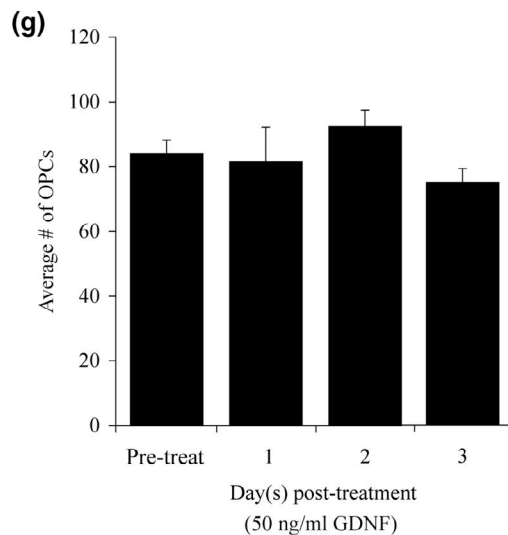 (g)
120
100
80
60
40
20
0
Average # of OPCs
Pre-treat 1 2 3
Day(s) post-treatment
(50 ng/ml GDNF)